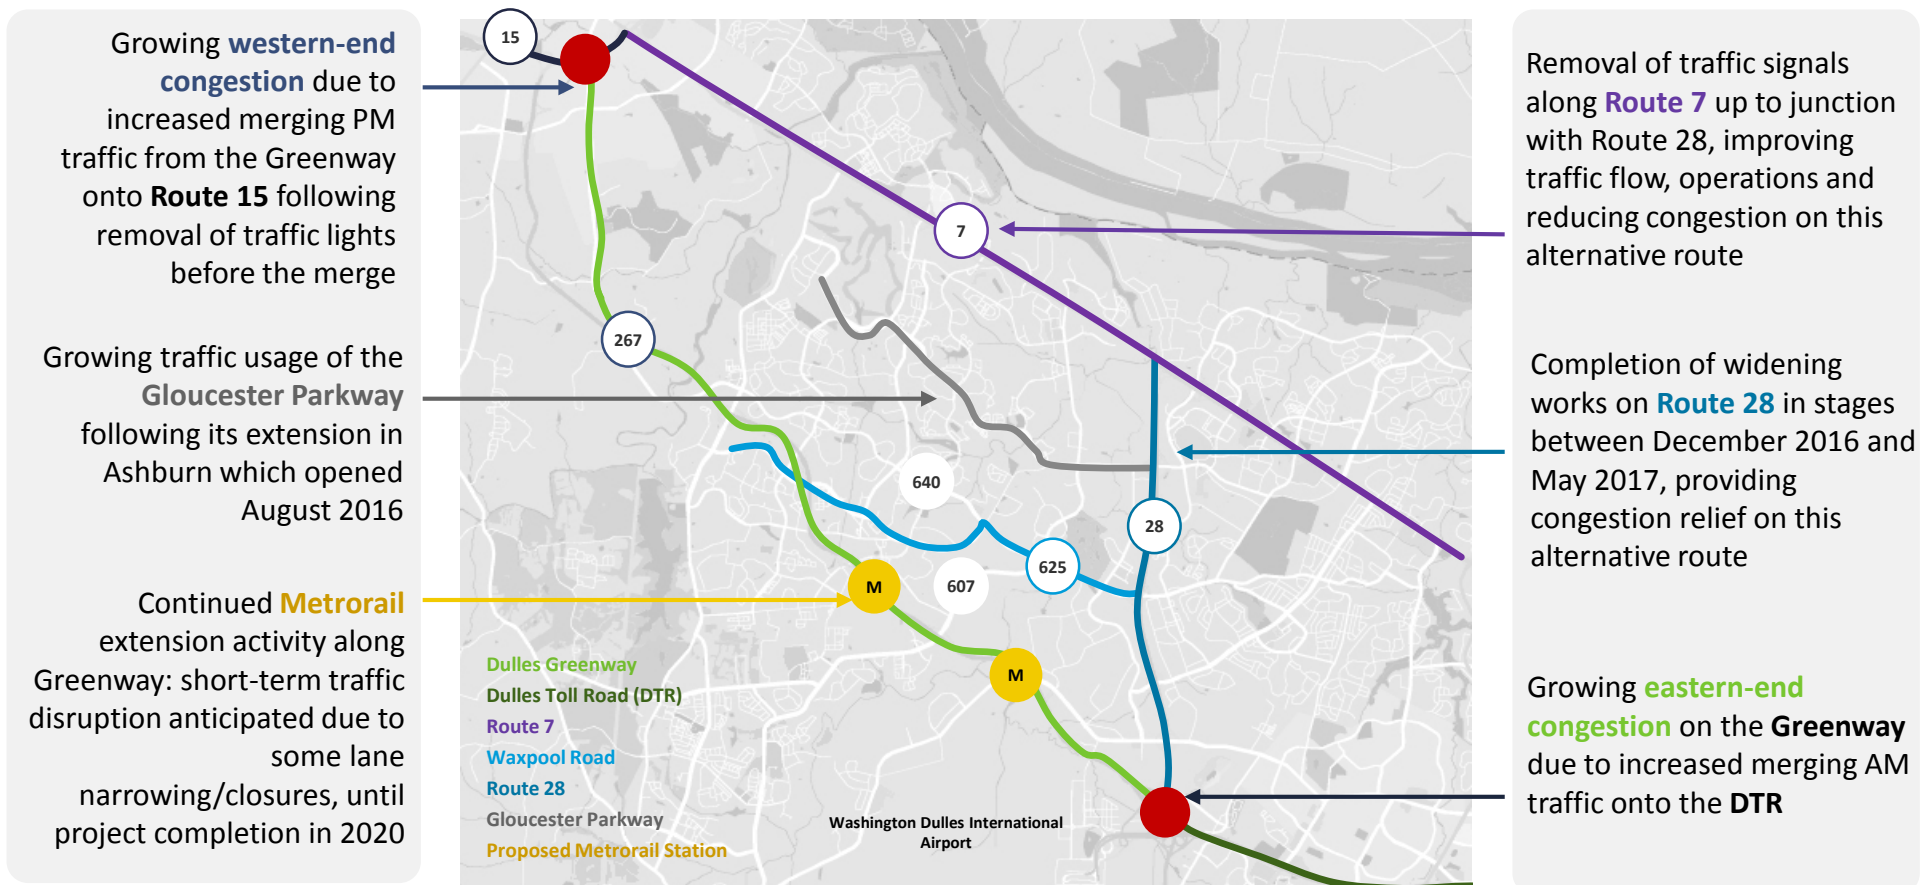 Growing western-end
congestion due to
increased merging PM
traffic from the Greenway
onto Route 15 following
removal of traffic lights
before the merge
Growing traffic usage of the
Gloucester Parkway
following its extension in
Ashburn which opened
August 2016
Continued Metrorail
extension activity along
Greenway: short-term traffic
disruption anticipated due to
some lane
narrowing/closures, until
project completion in 2020
15
7
267
640
28
625
607
M
M
Dulles Greenway
Dulles Toll Road (DTR)
Route 7
Waxpool Road
Route 28
Gloucester Parkway
Proposed Metrorail Station
Washington Dulles International
Airport
Removal of traffic signals
along Route 7 up to junction
with Route 28, improving
traffic flow, operations and
reducing congestion on this
alternative route
Completion of widening
works on Route 28 in stages
between December 2016 and
May 2017, providing
congestion relief on this
alternative route
Growing eastern-end
congestion on the Greenway
due to increased merging AM
traffic onto the DTR